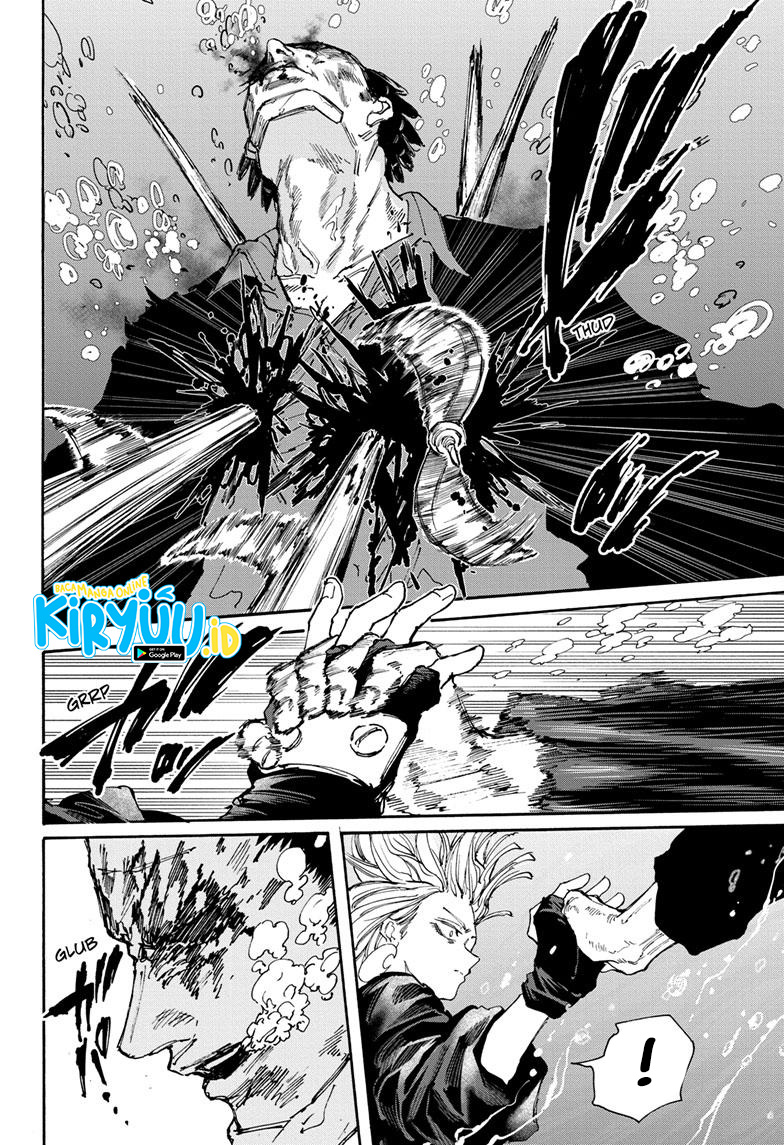 THUD
BACA MANGA ONLINE
KIRYUU.ID
GET IT ON
Google Play
GRRP
GLUB
!